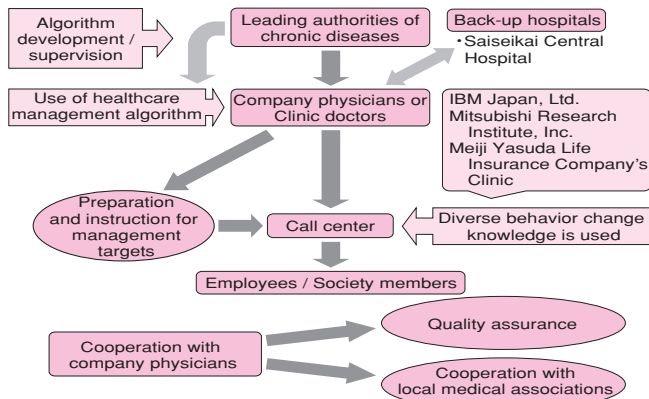 Algorithm
development /
supervision
Leading authorities of
chronic diseases
Back-up hospitals
・Saiseikai Central
Hospital
Use of healthcare
management algorithm
Company physicians or
Clinic doctors
IBM Japan, Ltd.
Mitsubishi Research
Institute, Inc.
Meiji Yasuda Life
Insurance Company's
Clinic
Preparation
and instruction for
management
targets
Call center
Diverse behavior change
knowledge is used
Employees / Society members
Cooperation with
company physicians
Quality assurance
Cooperation with
local medical associations